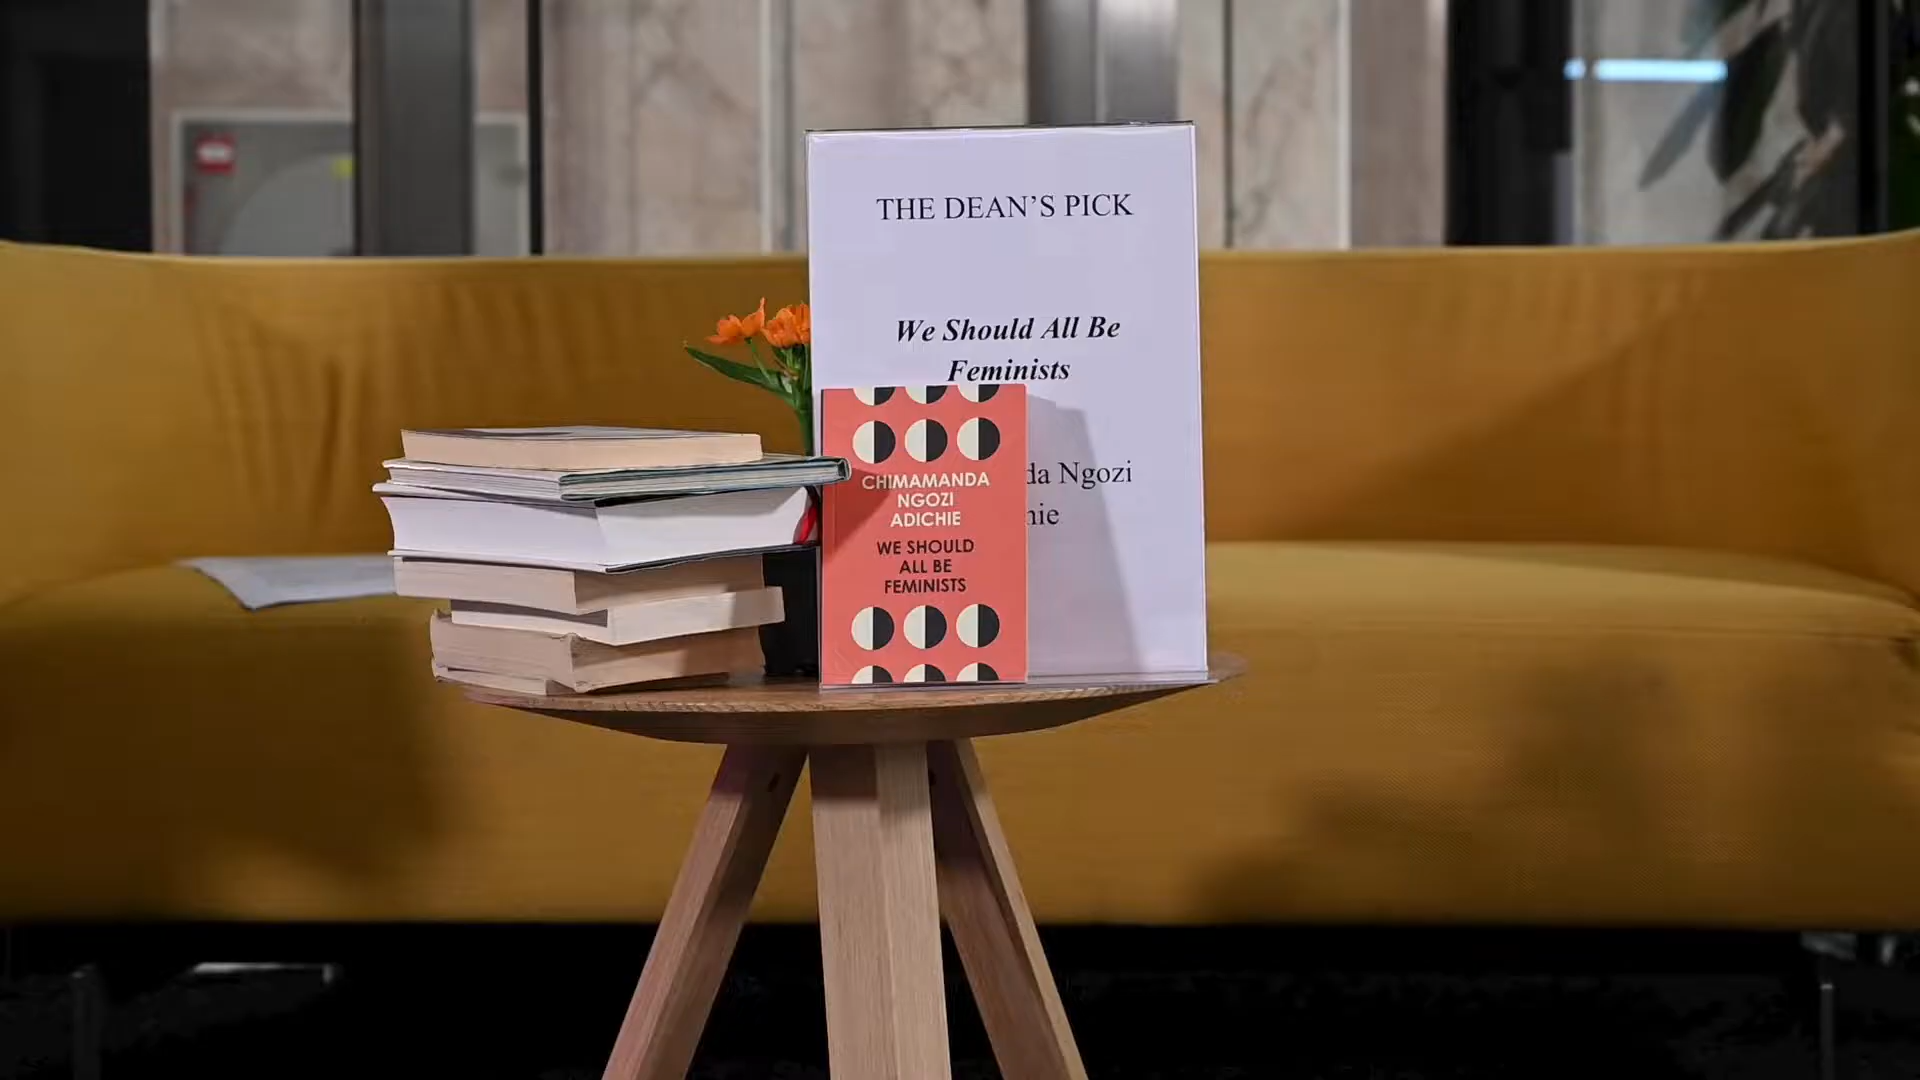 THE DEAN'S PICK
We Should All Be
Feminists
da Ngozi
hie
CHIMAMANDA
NGOZI
ADICHIE
WE SHOULD
ALL BE
FEMINISTS